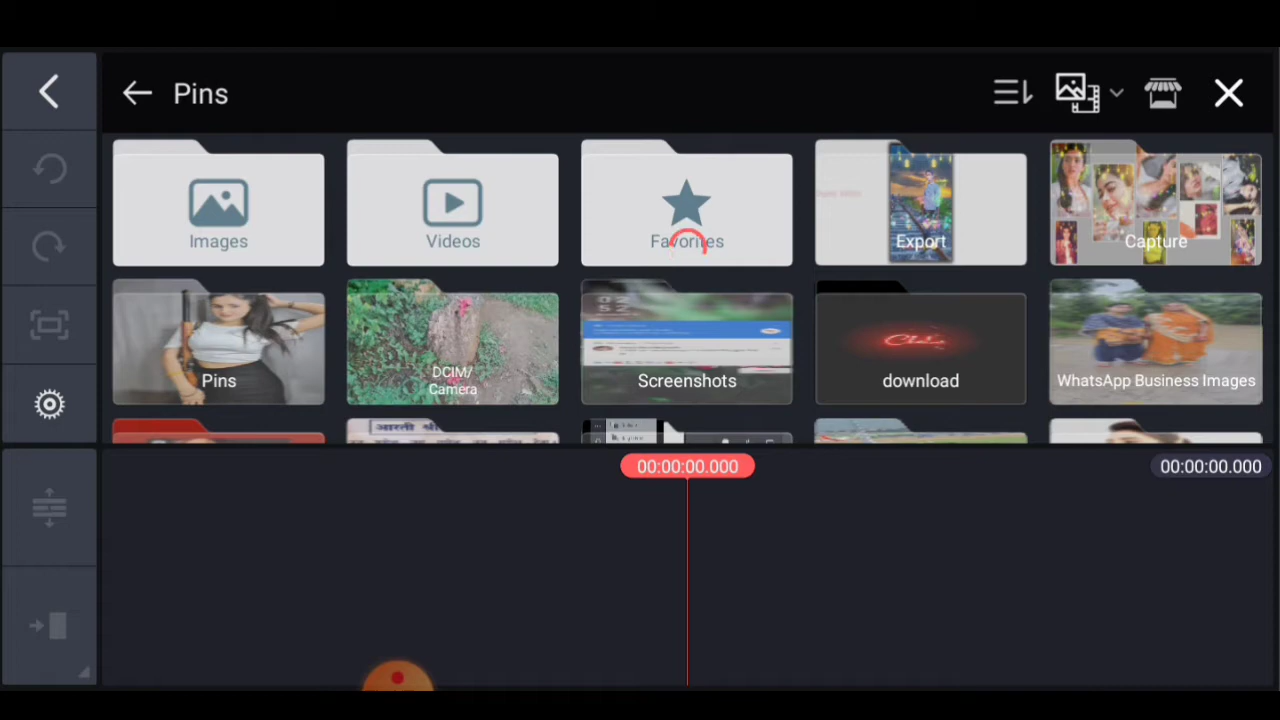 Pins
Images
Videos
Favorites
Export
Capture
Pins
DCIM/
Camera
Screenshots
download
WhatsApp Business Images
आरती श्री
00:00:00.000
00:00:00.000